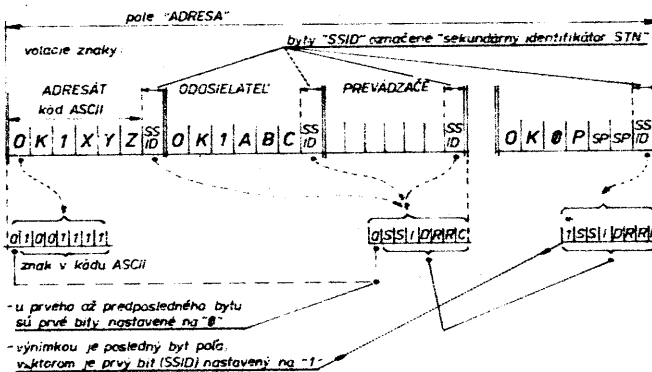 pole "ADRESA"
volacie znaky:
byty "SSID" označené "sekundárny identifikátor STN"
ADRESÁT
kód ASCII
ODOSIELATEĽ
PREVÁDZAČE
O K 1 X Y Z SS ID
O K 1 A B C SS ID
SS ID
O K 0 P SP SP SS ID
0 1 0 0 1 1 1 1
0 S S I D R R C
1 S S I D R R
znak v kódu ASCII
- u prvého až predposledného bytu
sú prvé bity nastavené na "0"
- výnimkou je posledný byt poľa,
v ktorom je prvý bit (SSID) nastavený na "1"